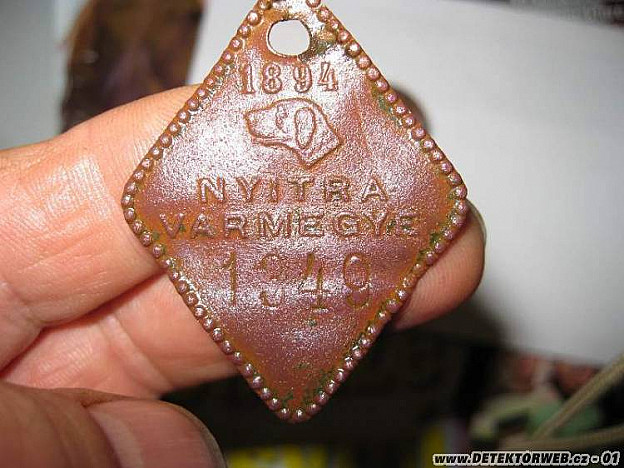 1894
NYITRA
VARMEGYE
1349
www.DETEKTORWEB.cz - 01